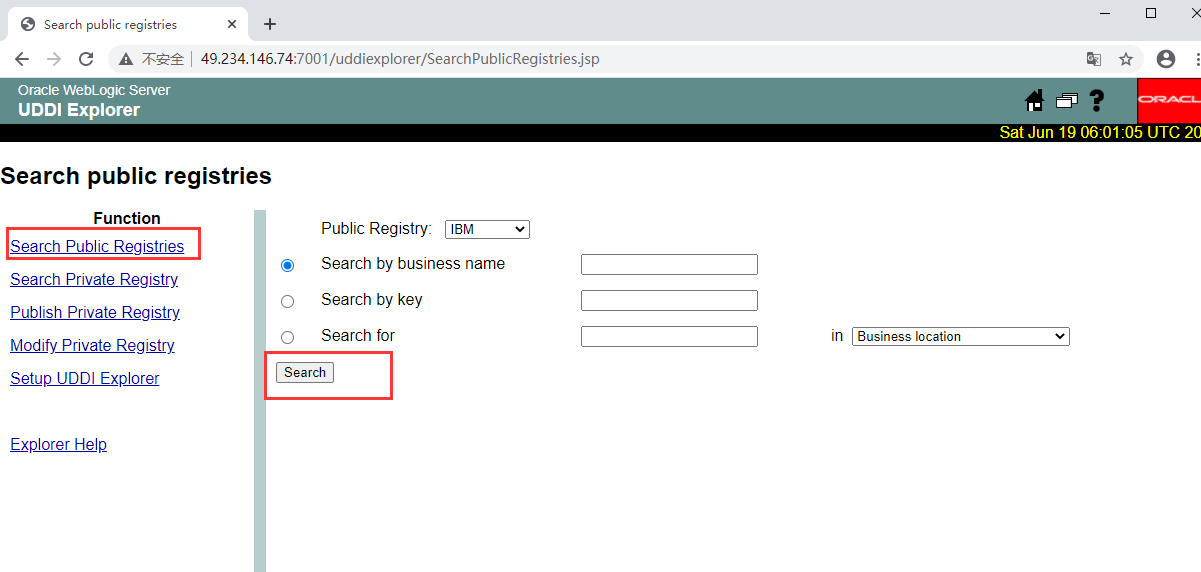 Search public registries
不安全 49.234.146.74:7001/uddiexplorer/SearchPublicRegistries.jsp
Oracle WebLogic Server
UDDI Explorer
ORACL
Sat Jun 19 06:01:05 UTC 20
Search public registries
Function
Search Public Registries
Search Private Registry
Publish Private Registry
Modify Private Registry
Setup UDDI Explorer
Explorer Help
Public Registry: IBM
Search by business name
Search by key
Search for in Business location
Search